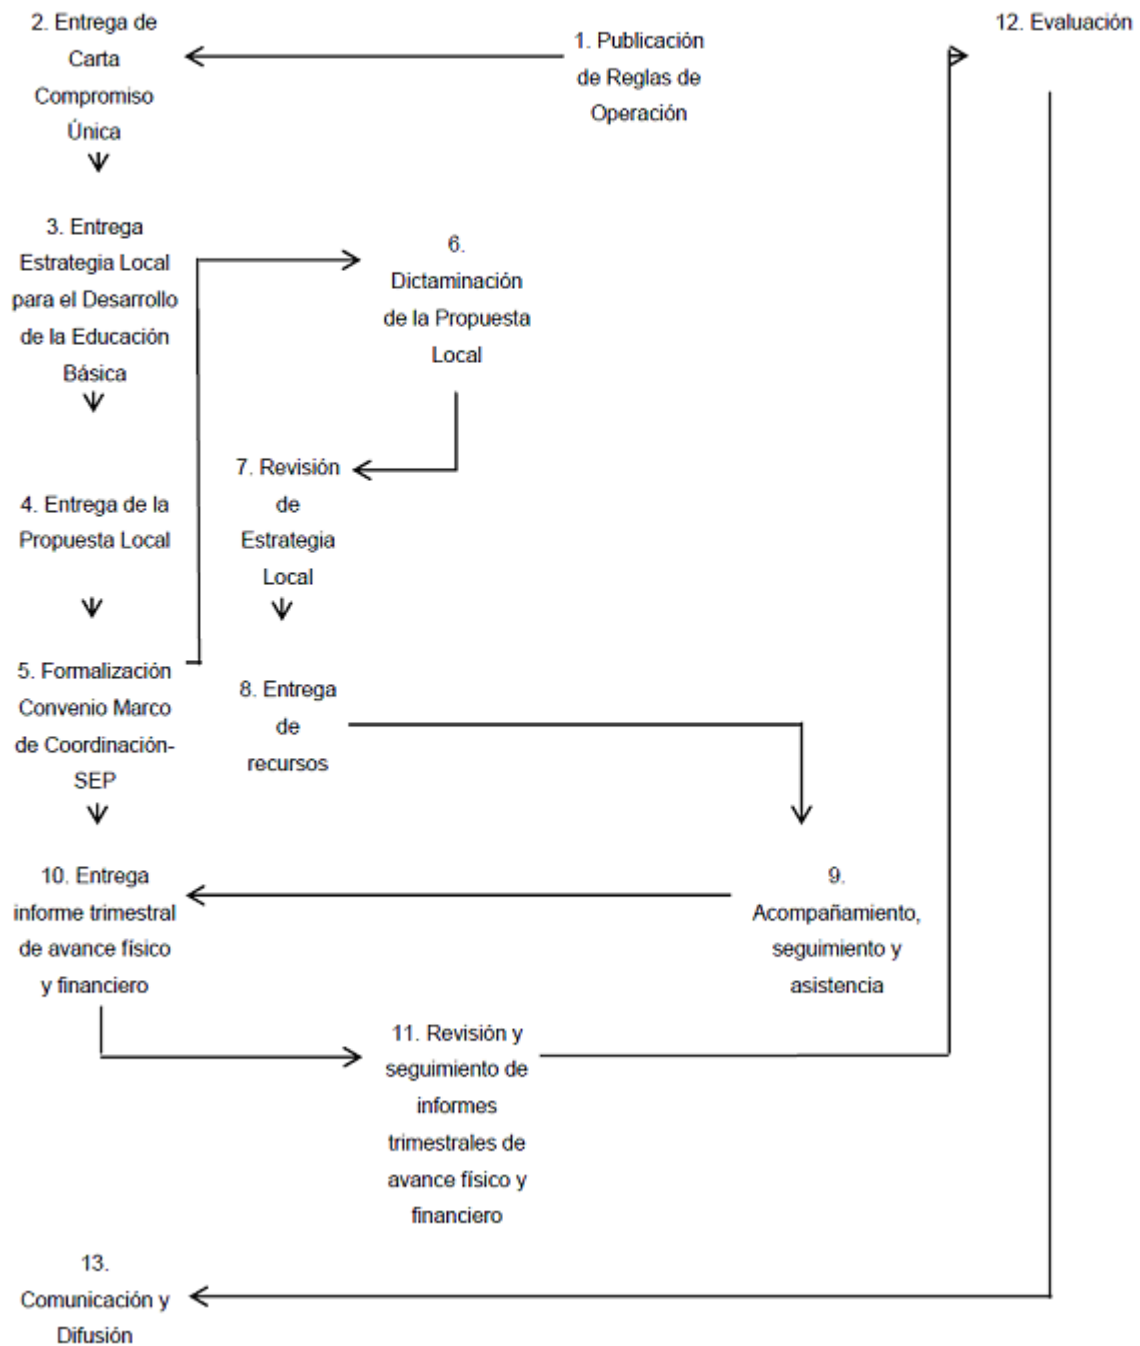 1. Publicación
de Reglas de
Operación
2. Entrega de
Carta
Compromiso
Única
3. Entrega
Estrategia Local
para el Desarrollo
de la Educación
Básica
4. Entrega de la
Propuesta Local
5. Formalización
Convenio Marco
de Coordinación-
SEP
6.
Dictaminación
de la Propuesta
Local
7. Revisión
de
Estrategia
Local
8. Entrega
de
recursos
9.
Acompañamiento,
seguimiento y
asistencia
10. Entrega
informe trimestral
de avance físico
y financiero
11. Revisión y
seguimiento de
informes
trimestrales de
avance físico y
financiero
12. Evaluación
13.
Comunicación y
Difusión